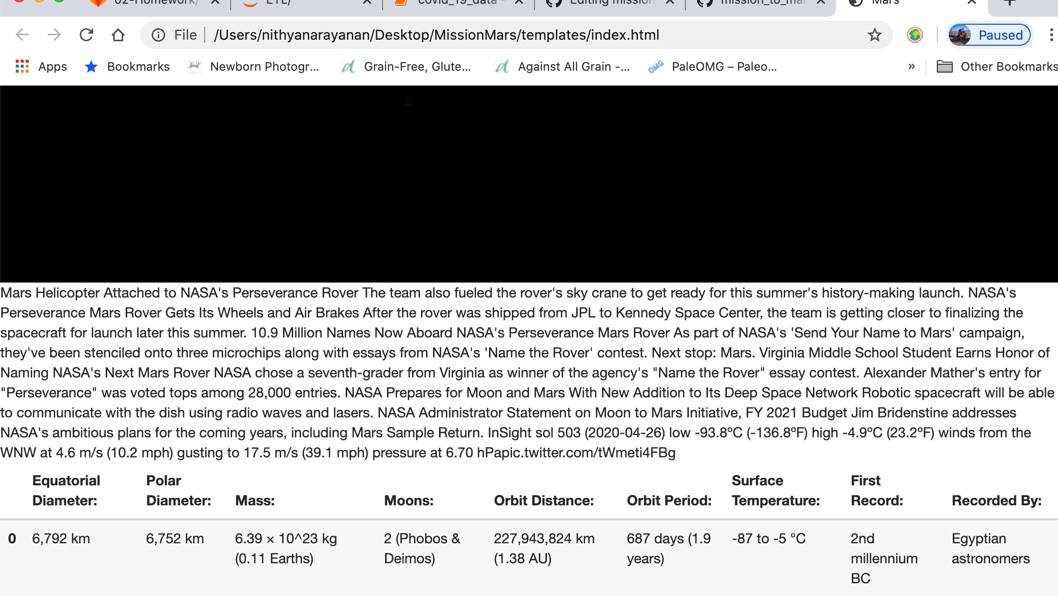 02-Homework/
ETL/
covid_19_data
Editing mission
mission_to_mar
Mars
File
/Users/nithyanarayanan/Desktop/MissionMars/templates/index.html
Paused
Apps
Bookmarks
Newborn Photogr...
Grain-Free, Glute...
Against All Grain -...
OMG
PaleOMG – Paleo...
»
Other Bookmarks
Mars Helicopter Attached to NASA's Perseverance Rover The team also fueled the rover's sky crane to get ready for this summer's history-making launch. NASA's
Perseverance Mars Rover Gets Its Wheels and Air Brakes After the rover was shipped from JPL to Kennedy Space Center, the team is getting closer to finalizing the
spacecraft for launch later this summer. 10.9 Million Names Now Aboard NASA's Perseverance Mars Rover As part of NASA's 'Send Your Name to Mars' campaign,
they've been stenciled onto three microchips along with essays from NASA's 'Name the Rover' contest. Next stop: Mars. Virginia Middle School Student Earns Honor of
Naming NASA's Next Mars Rover NASA chose a seventh-grader from Virginia as winner of the agency's "Name the Rover" essay contest. Alexander Mather's entry for
"Perseverance" was voted tops among 28,000 entries. NASA Prepares for Moon and Mars With New Addition to Its Deep Space Network Robotic spacecraft will be able
to communicate with the dish using radio waves and lasers. NASA Administrator Statement on Moon to Mars Initiative, FY 2021 Budget Jim Bridenstine addresses
NASA's ambitious plans for the coming years, including Mars Sample Return. InSight sol 503 (2020-04-26) low -93.8ºC (-136.8ºF) high -4.9ºC (23.2ºF) winds from the
WNW at 4.6 m/s (10.2 mph) gusting to 17.5 m/s (39.1 mph) pressure at 6.70 hPapic.twitter.com/tWmeti4FBg
Equatorial Diameter:
Polar Diameter:
Mass:
Moons:
Orbit Distance:
Orbit Period:
Surface Temperature:
First Record:
Recorded By:
0
6,792 km
6,752 km
6.39 × 10^23 kg (0.11 Earths)
2 (Phobos & Deimos)
227,943,824 km (1.38 AU)
687 days (1.9 years)
-87 to -5 °C
2nd millennium BC
Egyptian astronomers